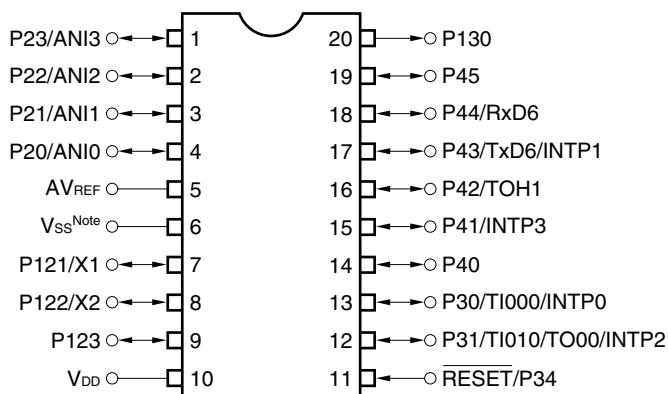 P23/ANI3 1 20 P130
P22/ANI2 2 19 P45
P21/ANI1 3 18 P44/RxD6
P20/ANI0 4 17 P43/TxD6/INTP1
AVREF 5 16 P42/TOH1
VSS Note 6 15 P41/INTP3
P121/X1 7 14 P40
P122/X2 8 13 P30/TI000/INTP0
P123 9 12 P31/TI010/TO00/INTP2
VDD 10 11 RESET/P34